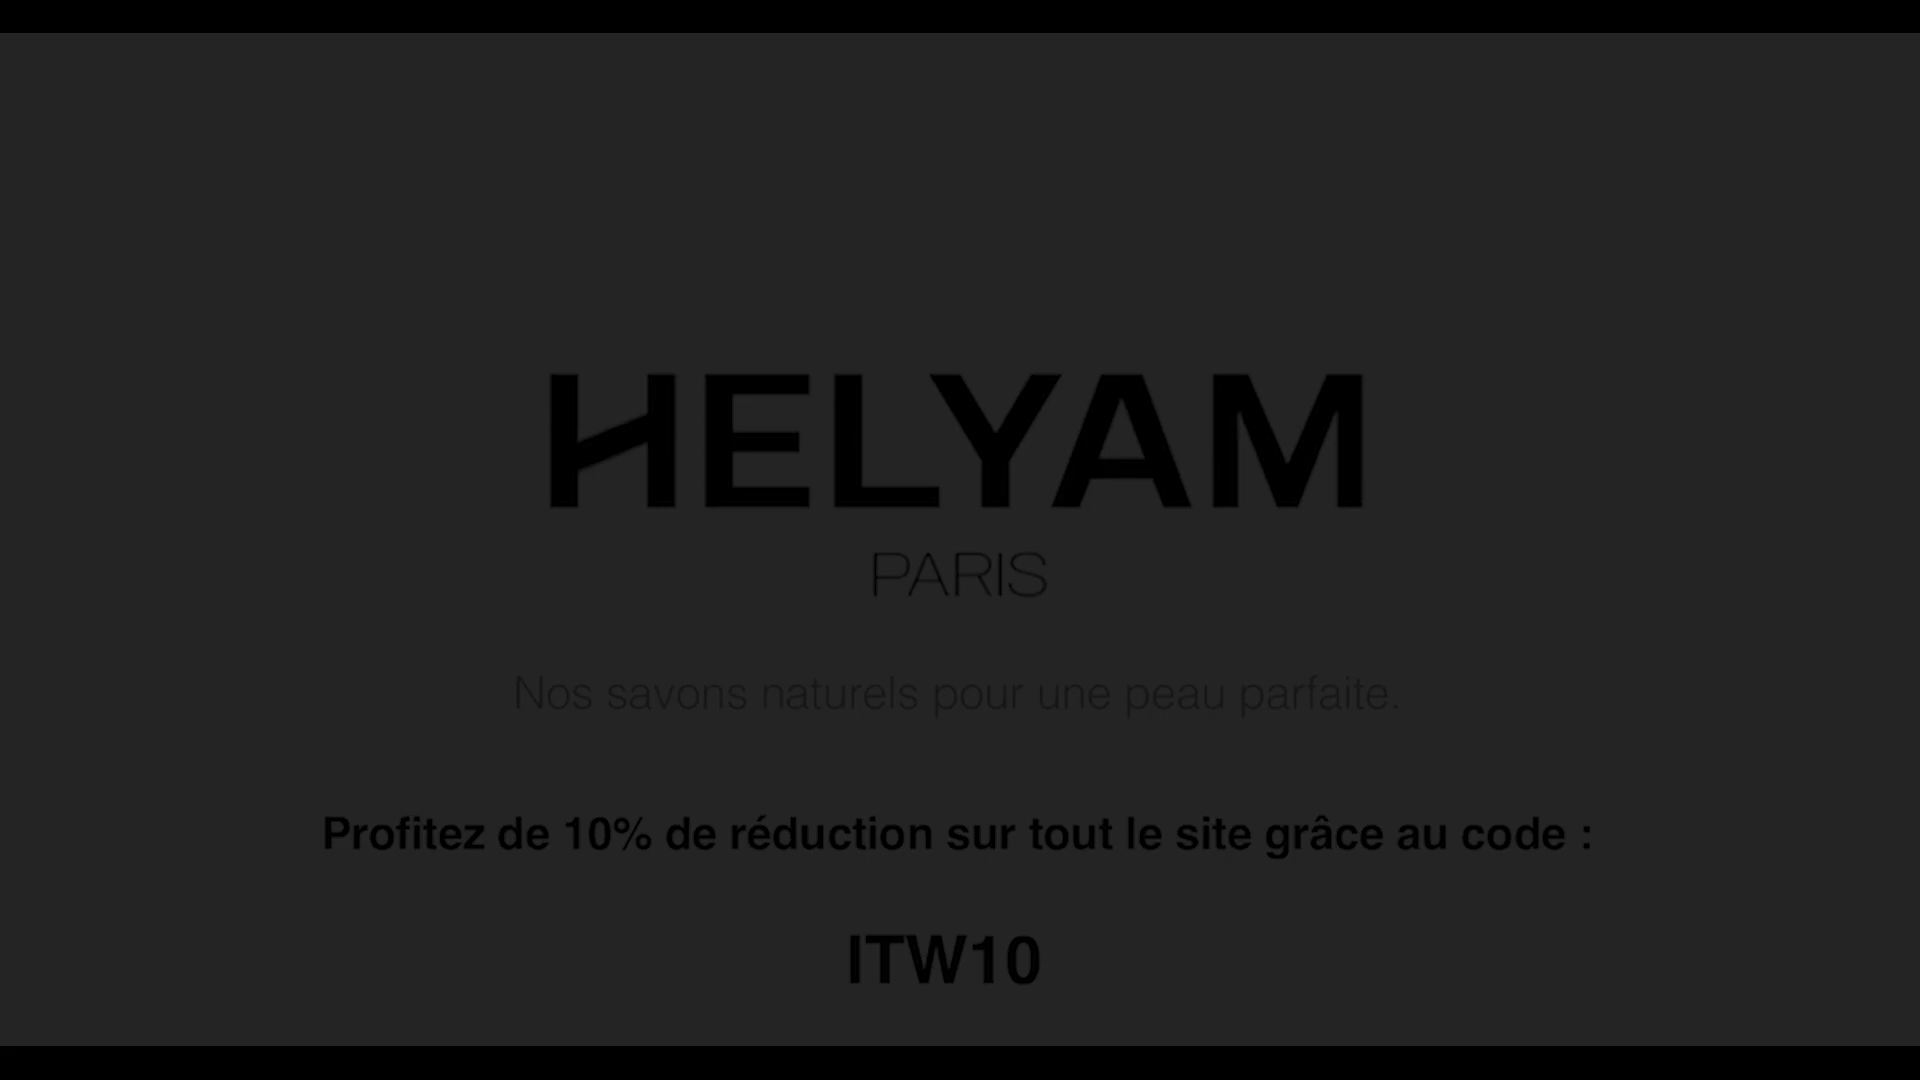 HELYAM
PARIS
Nos savons naturels pour une peau parfaite.
Profitez de 10% de réduction sur tout le site grâce au code :
ITW10